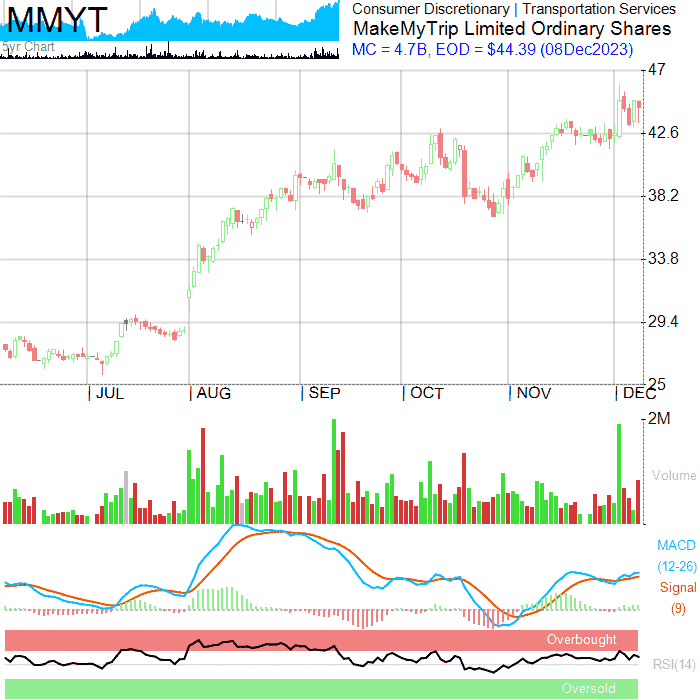 MMYT
5yr Chart
Consumer Discretionary | Transportation Services
MakeMyTrip Limited Ordinary Shares
MC = 4.7B, EOD = $44.39 (08Dec2023)
47
42.6
38.2
33.8
29.4
25
JUL
AUG
SEP
OCT
NOV
DEC
2M
Volume
MACD
(12-26)
Signal
(9)
Overbought
RSI(14)
Oversold